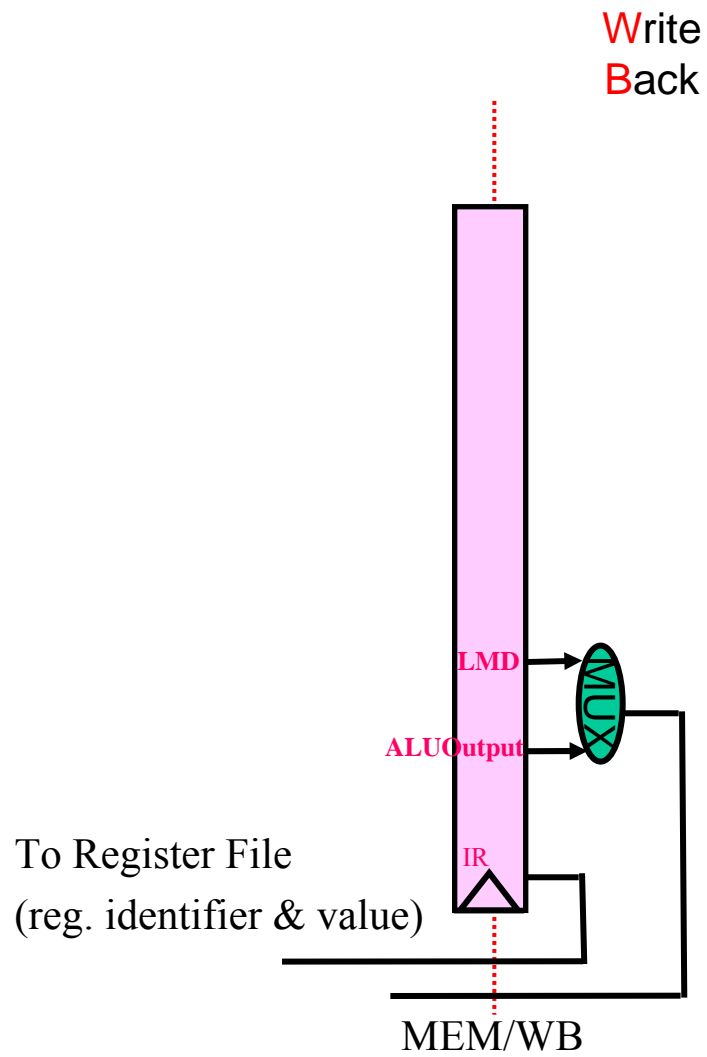 Write
Back
LMD
MUX
ALUOutput
IR
To Register File
(reg. identifier & value)
MEM/WB